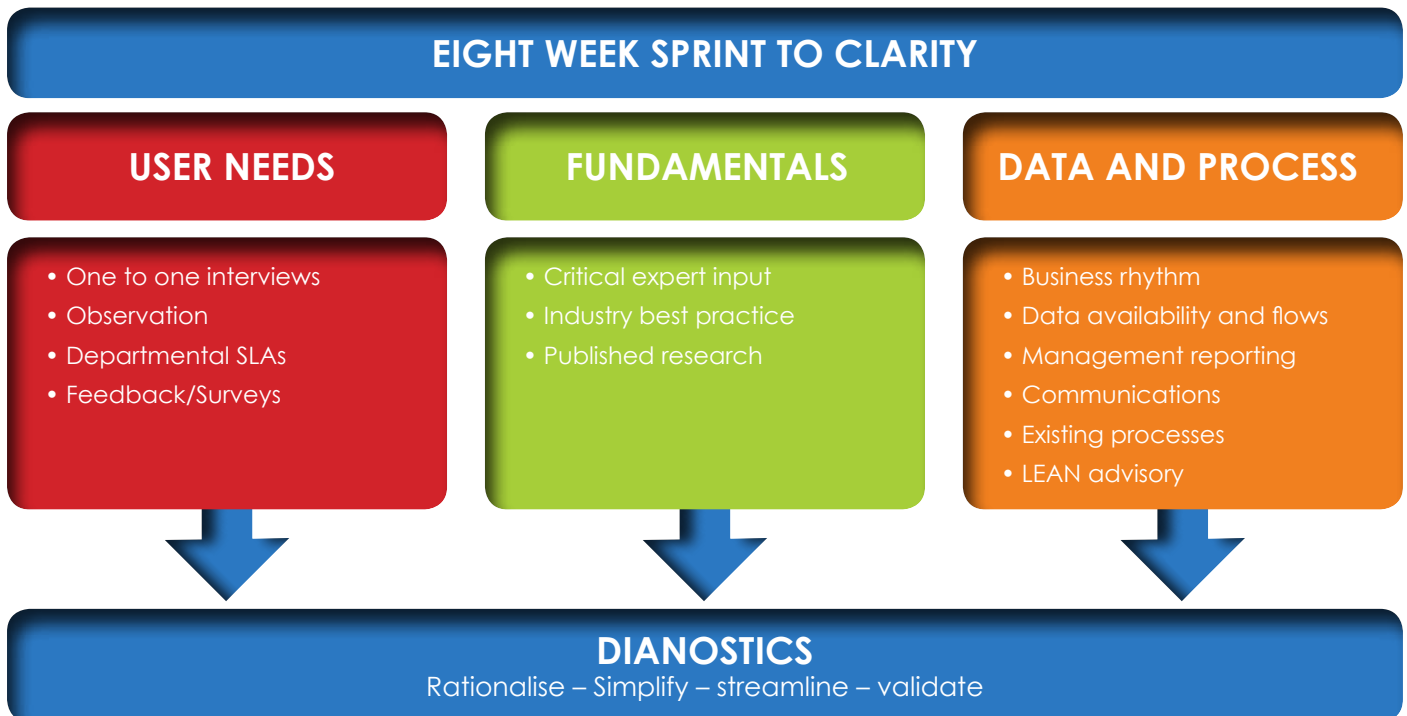 EIGHT WEEK SPRINT TO CLARITY
USER NEEDS
• One to one interviews
• Observation
• Departmental SLAs
• Feedback/Surveys
FUNDAMENTALS
• Critical expert input
• Industry best practice
• Published research
DATA AND PROCESS
• Business rhythm
• Data availability and flows
• Management reporting
• Communications
• Existing processes
• LEAN advisory
DIANOSTICS
Rationalise – Simplify – streamline – validate